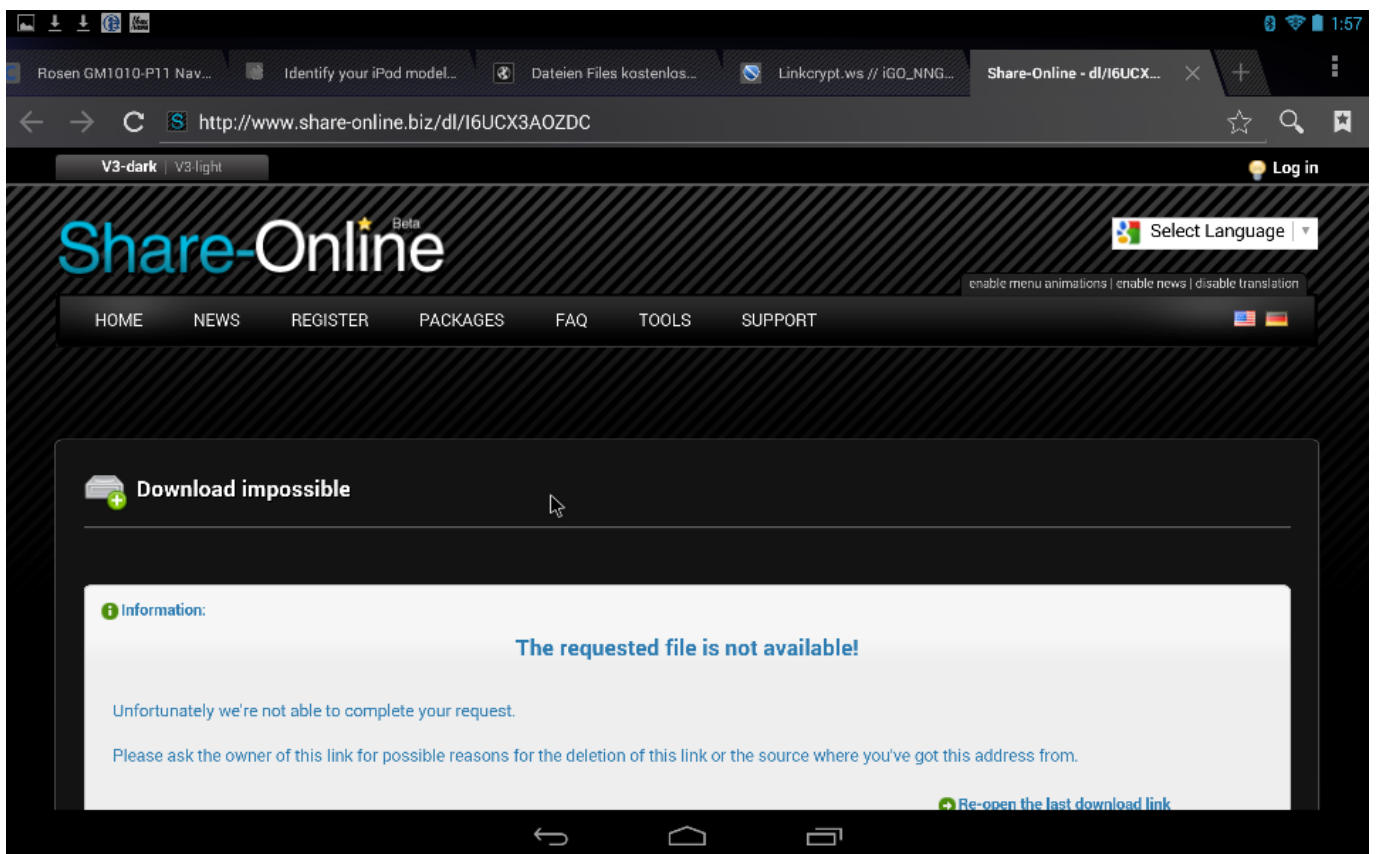 1:57
Rosen GM1010-P11 Nav... Identify your iPod model... Dateien Files kostenlos... Linkcrypt.ws // iGO_NNG... Share-Online - dl/I6UCX...
http://www.share-online.biz/dl/I6UCX3AOZDC
V3-dark | V3-light Log in
Share-Online Beta
Select Language
enable menu animations | enable news | disable translation
HOME NEWS REGISTER PACKAGES FAQ TOOLS SUPPORT
Download impossible
Information:
The requested file is not available!
Unfortunately we're not able to complete your request.
Please ask the owner of this link for possible reasons for the deletion of this link or the source where you've got this address from.
Re-open the last download link